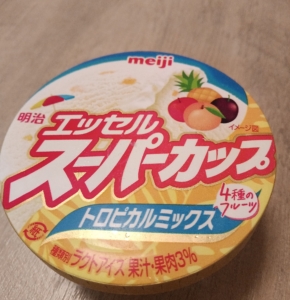 meiji
明治
エッセル
スーパーカップ
イメージ図
4種の
フルーツ
トロピカルミックス
種類別 ラクトアイス 果汁・果肉3%